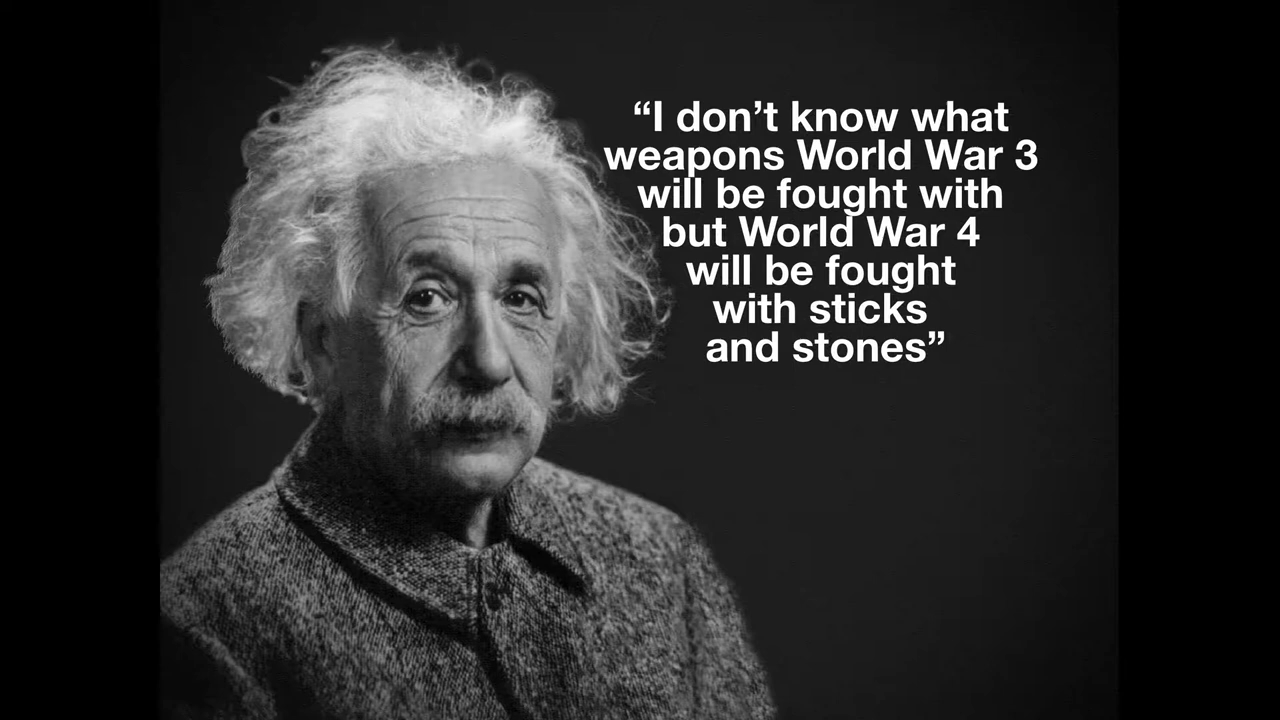 “I don’t know what
weapons World War 3
will be fought with
but World War 4
will be fought
with sticks
and stones”